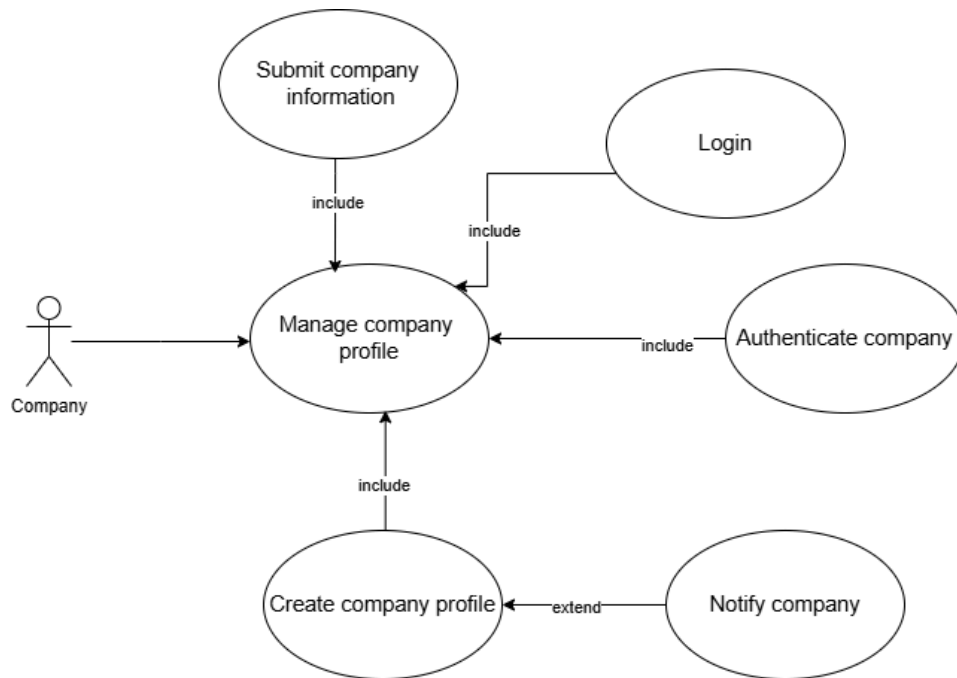 Submit company
information
Login
include
include
Manage company
profile
Authenticate company
include
Company
include
Create company profile
extend
Notify company